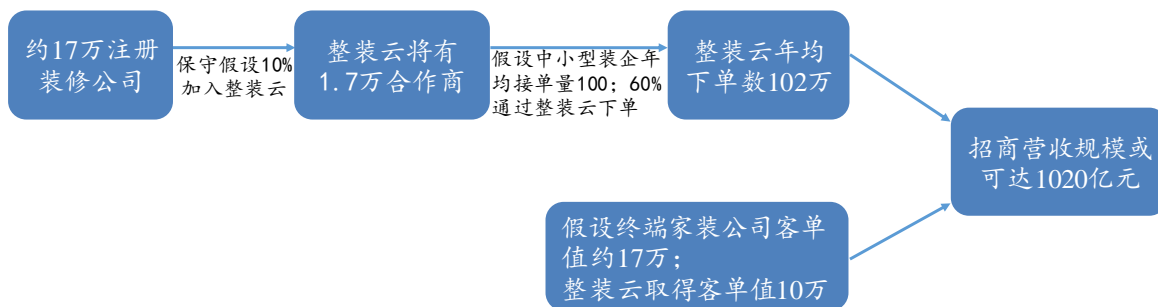 约17万注册
装修公司
保守假设10%
加入整装云
整装云将有
1.7万合作商
假设中小型装企年
均接单量100；60%
通过整装云下单
整装云年均
下单数102万
招商营收规模或
可达1020亿元
假设终端家装公司客单
值约17万；
整装云取得客单值10万